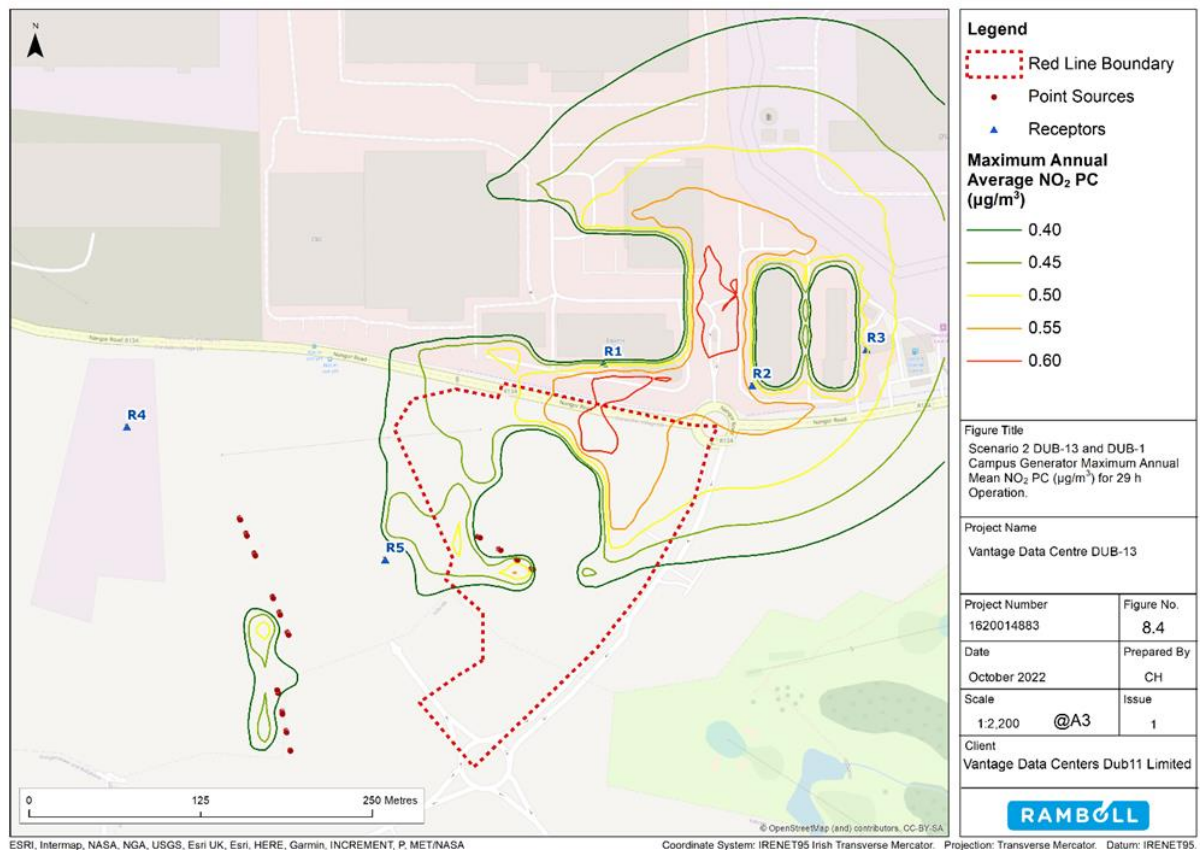 N
R1
R2
R3
R4
R5
Nangor Road R134
Nangor Road
Nangor Road
R134
0 125 250 Metres
© OpenStreetMap (and) contributors, CC-BY-SA
Legend
Red Line Boundary
Point Sources
Receptors
Maximum Annual
Average NO₂ PC
(µg/m³)
0.40
0.45
0.50
0.55
0.60
Figure Title
Scenario 2 DUB-13 and DUB-1
Campus Generator Maximum Annual
Mean NO₂ PC (µg/m³) for 29 h
Operation.
Project Name
Vantage Data Centre DUB-13
Project Number
1620014883
Figure No.
8.4
Date
October 2022
Prepared By
CH
Scale
1:2,200 @A3
Issue
1
Client
Vantage Data Centers Dub11 Limited
RAMBOLL
ESRI, Intermap, NASA, NGA, USGS, Esri UK, Esri, HERE, Garmin, INCREMENT, P, MET/NASA
Coordinate System: IRENET95 Irish Transverse Mercator. Projection: Transverse Mercator. Datum: IRENET95.